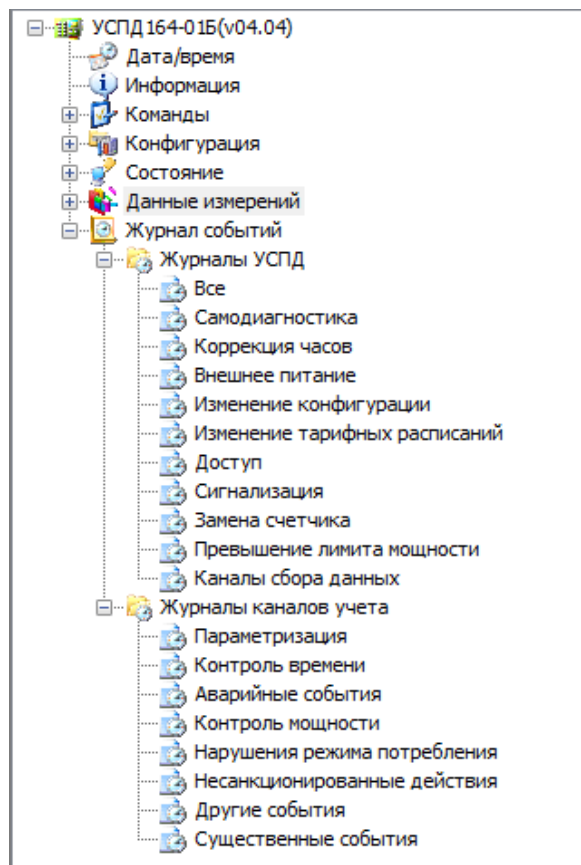 УСПД 164-01Б(v04.04)
Дата/время
Информация
Команды
Конфигурация
Состояние
Данные измерений
Журнал событий
Журналы УСПД
Все
Самодиагностика
Коррекция часов
Внешнее питание
Изменение конфигурации
Изменение тарифных расписаний
Доступ
Сигнализация
Замена счетчика
Превышение лимита мощности
Каналы сбора данных
Журналы каналов учета
Параметризация
Контроль времени
Аварийные события
Контроль мощности
Нарушения режима потребления
Несанкционированные действия
Другие события
Существенные события